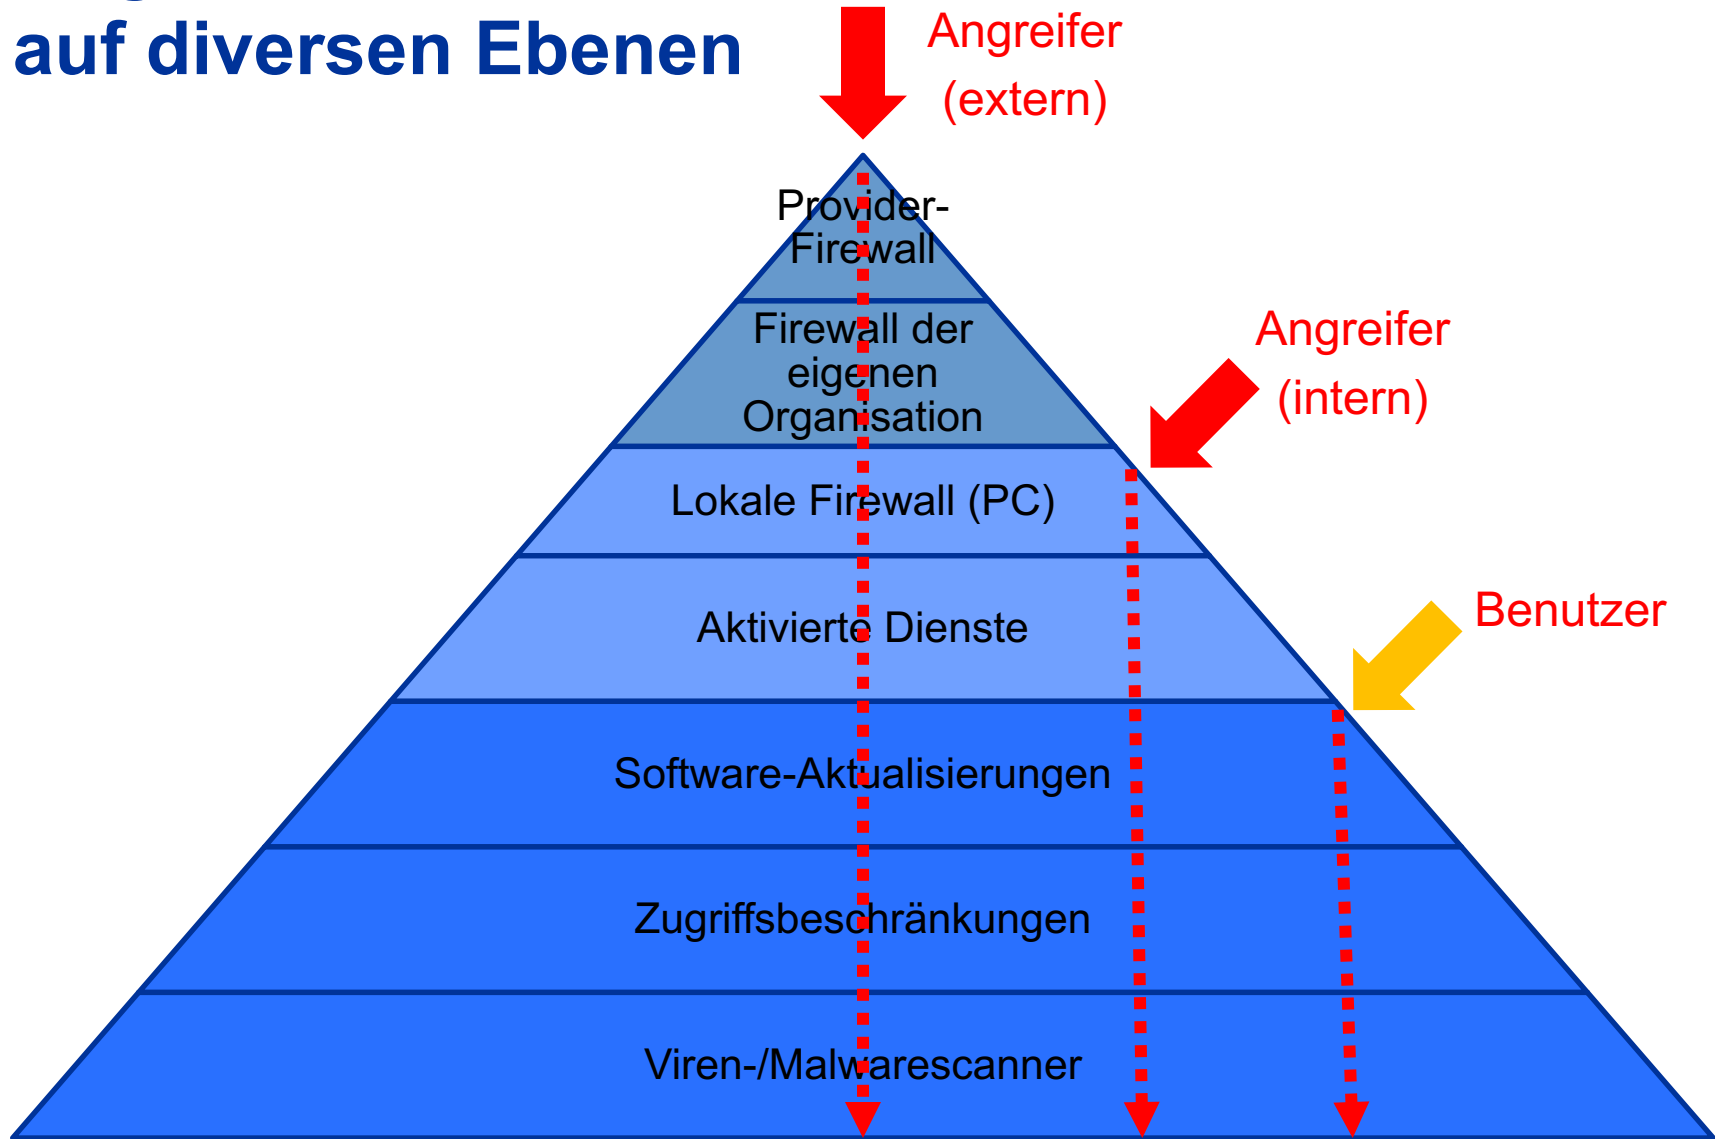 auf diversen Ebenen
Angreifer
(extern)
Provider-
Firewall
Firewall der
eigenen
Organisation
Angreifer
(intern)
Lokale Firewall (PC)
Benutzer
Aktivierte Dienste
Software-Aktualisierungen
Zugriffsbeschränkungen
Viren-/Malwarescanner